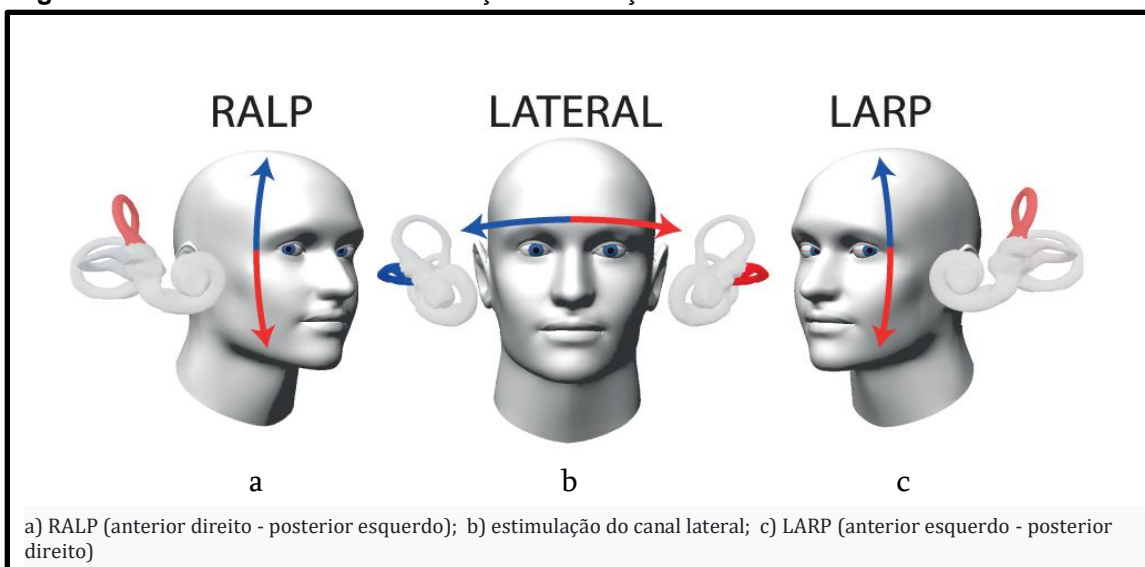 RALP LATERAL LARP
a b c
a) RALP (anterior direito - posterior esquerdo); b) estimulação do canal lateral; c) LARP (anterior esquerdo - posterior
direito)